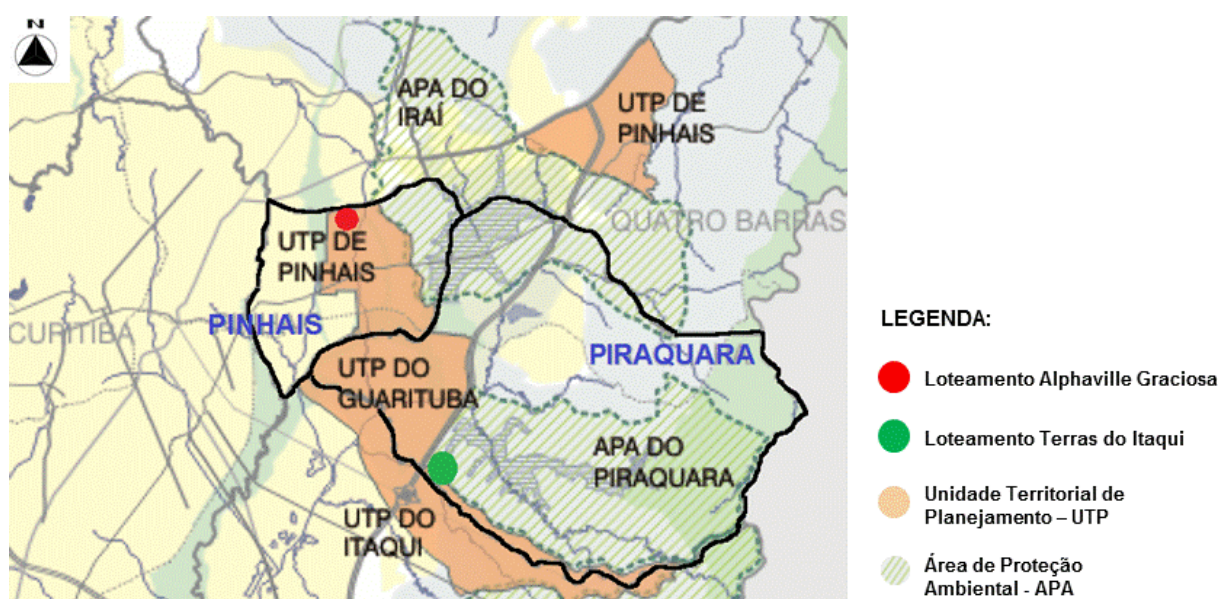 N
APA DO
IRAÍ
UTP DE
PINHAIS
QUATRO BARRAS
UTP DE
PINHAIS
PINHAIS
CURITIBA
PIRAQUARA
UTP DO
GUARITUBA
APA DO
PIRAQUARA
UTP DO
ITAQUI
LEGENDA:
Loteamento Alphaville Graciosa
Loteamento Terras do Itaqui
Unidade Territorial de
Planejamento – UTP
Área de Proteção
Ambiental - APA